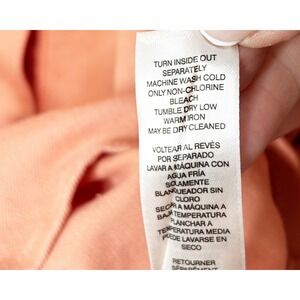 TURN INSIDE OUT
SEPARATELY
MACHINE WASH COLD
ONLY NON-CHLORINE
BLEACH
TUMBLE DRY LOW
WARM IRON
MAY BE DRY CLEANED
VOLTEAR AL REVÉS
POR SEPARADO
LAVAR A MÁQUINA CON
AGUA FRÍA
SOLAMENTE
BLANQUEADOR SIN
CLORO
SECAR A MÁQUINA A
BAJA TEMPERATURA
PLANCHAR A
TEMPERATURA MEDIA
PUEDE LAVARSE EN
SECO
RETOURNER
SÉPARÉMENT